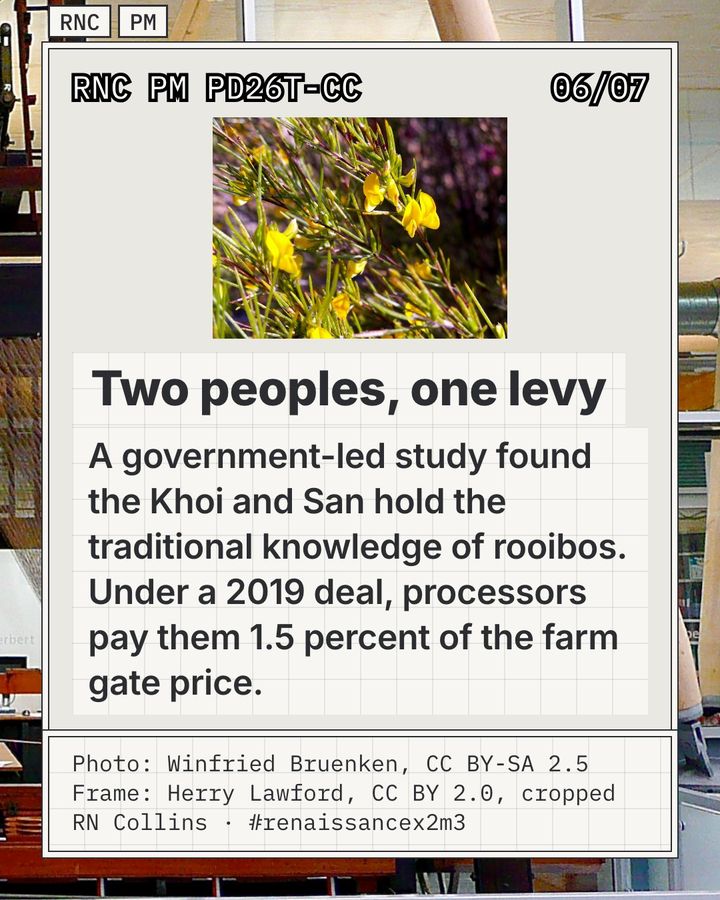 RNC PM
RNC PM PD26T-CC 06/07
Two peoples, one levy
A government-led study found
the Khoi and San hold the
traditional knowledge of rooibos.
Under a 2019 deal, processors
pay them 1.5 percent of the farm
gate price.
Photo: Winfried Bruenken, CC BY-SA 2.5
Frame: Herry Lawford, CC BY 2.0, cropped
RN Collins · #renaissancex2m3